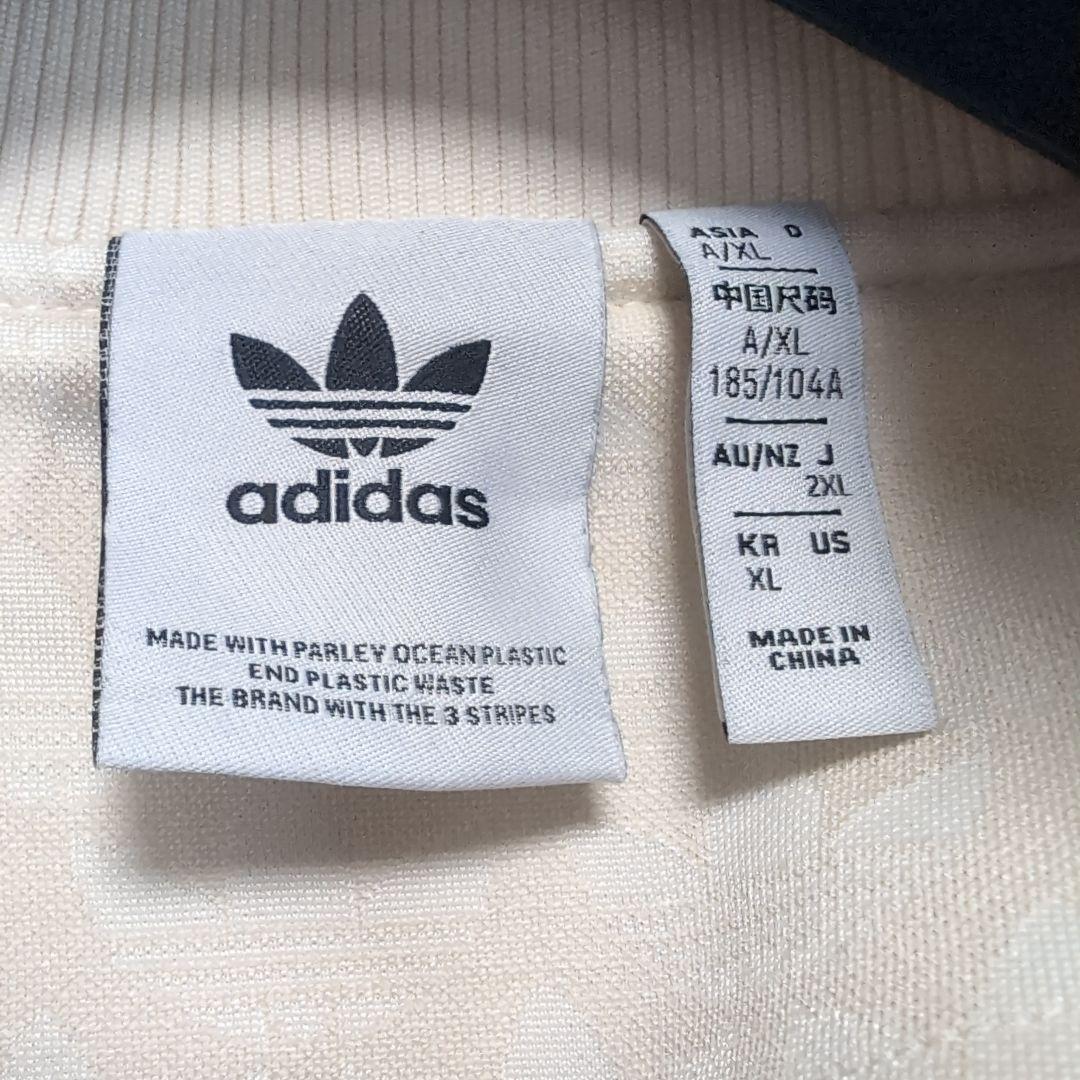 adidas
MADE WITH PARLEY OCEAN PLASTIC
END PLASTIC WASTE
THE BRAND WITH THE 3 STRIPES
ASIA D
A/XL
中国尺码
A/XL
185/104A
AU/NZ J
2XL
KR US
XL
MADE IN
CHINA